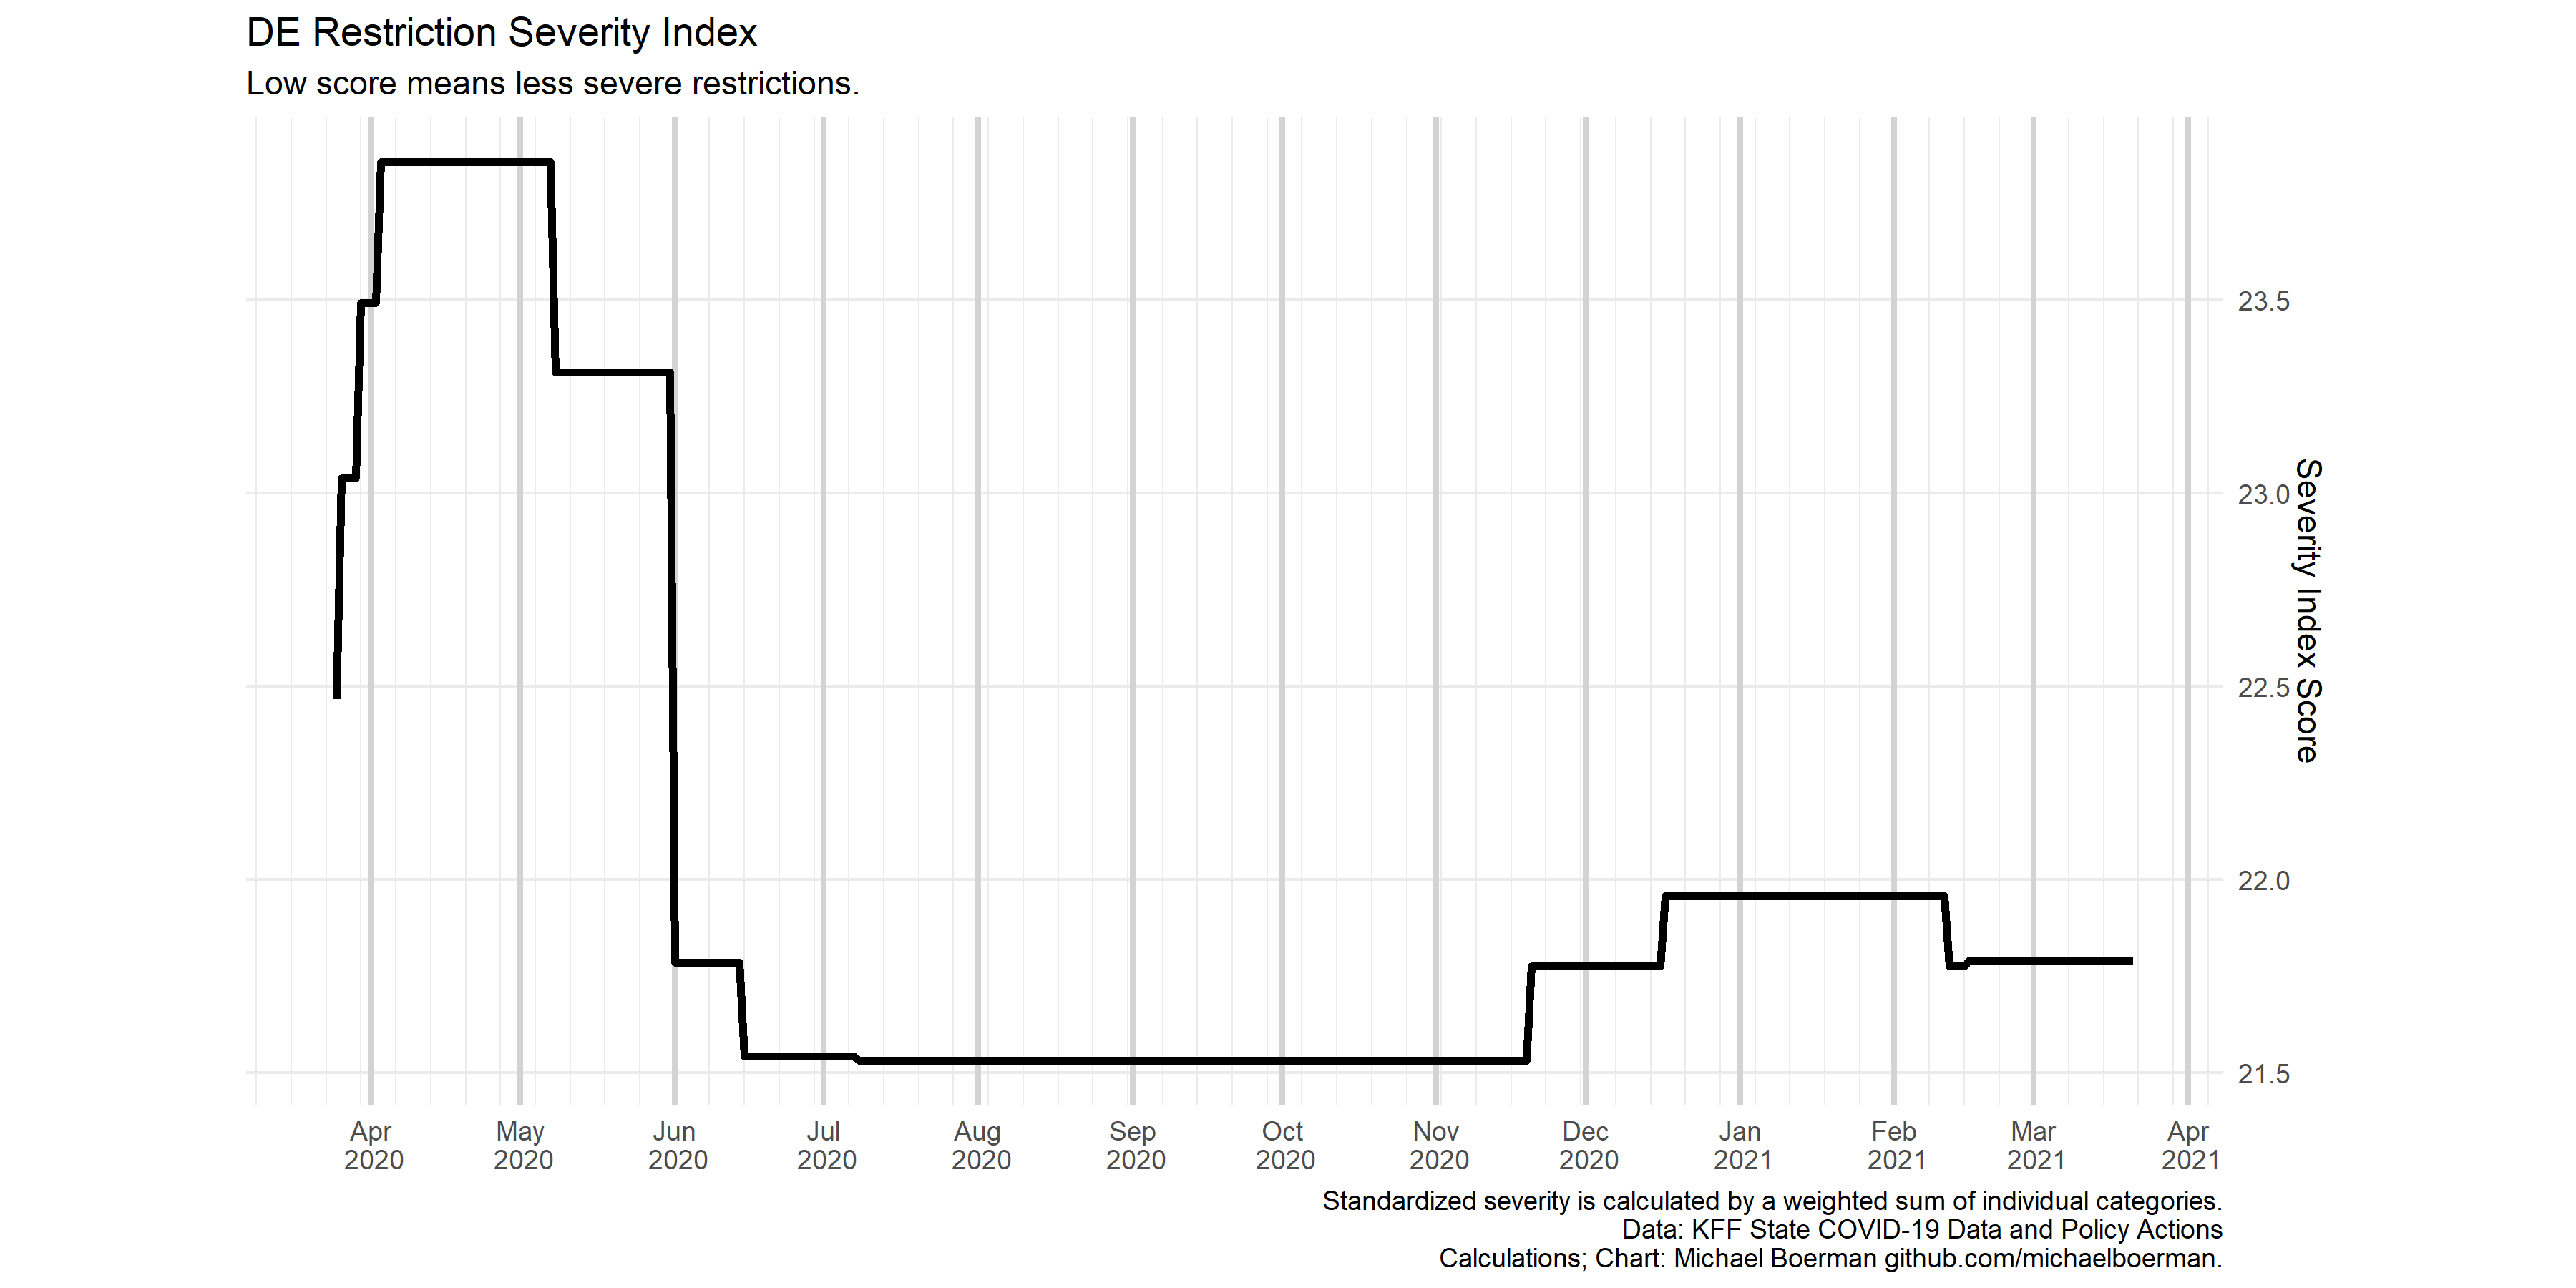 DE Restriction Severity Index
Low score means less severe restrictions.
23.5
23.0
22.5
22.0
21.5
Severity Index Score
Apr May Jun Jul Aug Sep Oct Nov Dec Jan Feb Mar Apr
2020 2020 2020 2020 2020 2020 2020 2020 2020 2021 2021 2021 2021
Standardized severity is calculated by a weighted sum of individual categories.
Data: KFF State COVID-19 Data and Policy Actions
Calculations; Chart: Michael Boerman github.com/michaelboerman.